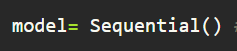 model= Sequential() #